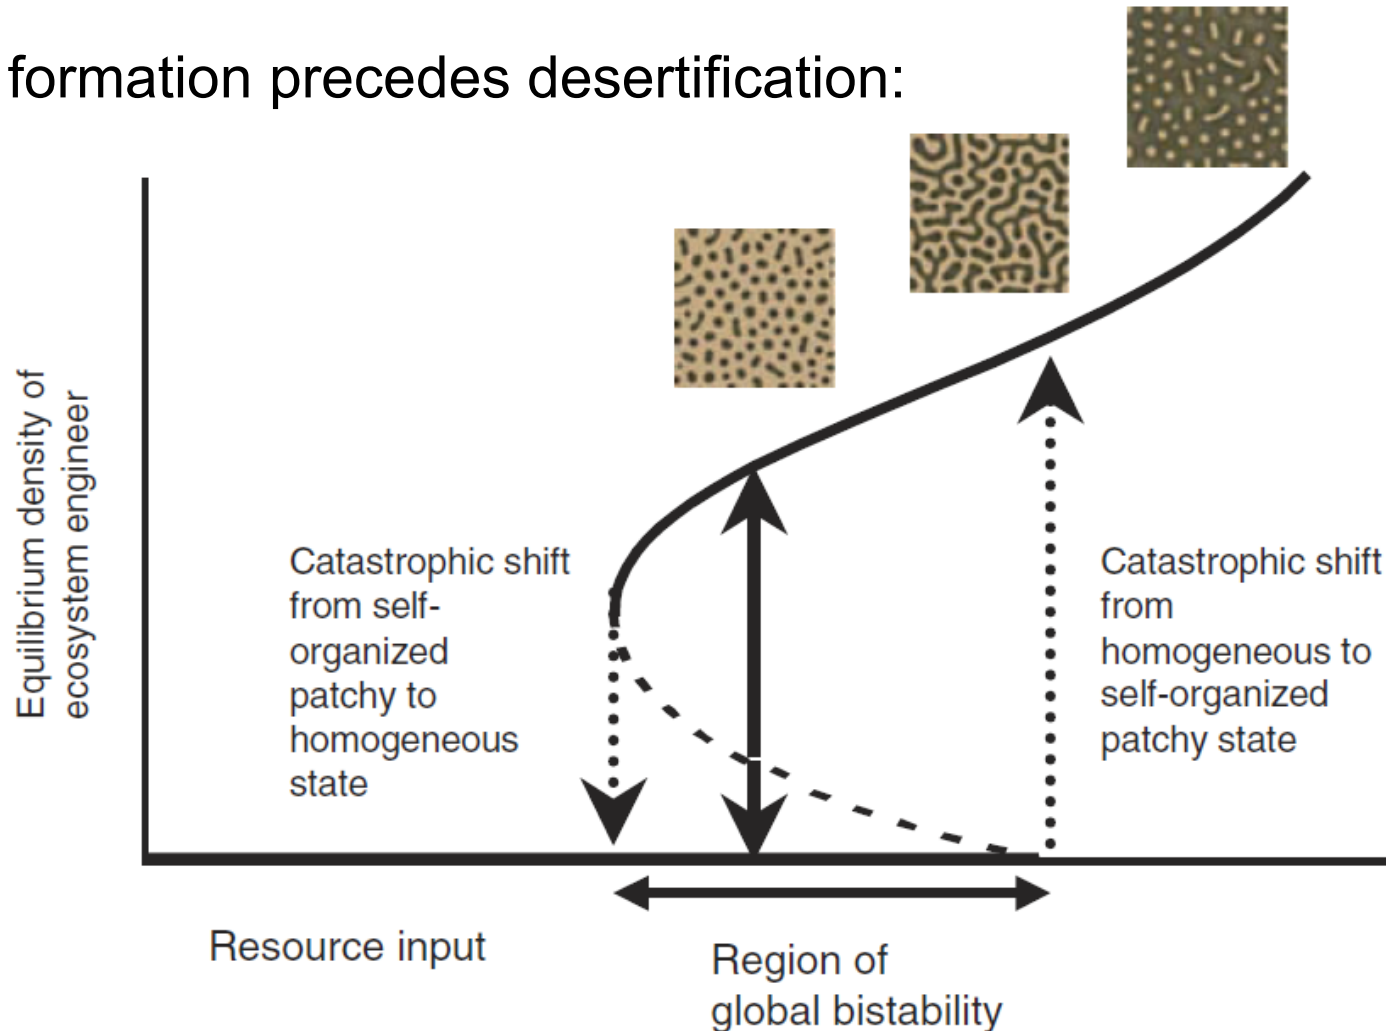 formation precedes desertification:
Equilibrium density of
ecosystem engineer
Catastrophic shift
from self-
organized
patchy to
homogeneous
state
Catastrophic shift
from
homogeneous to
self-organized
patchy state
Resource input
Region of
global bistability